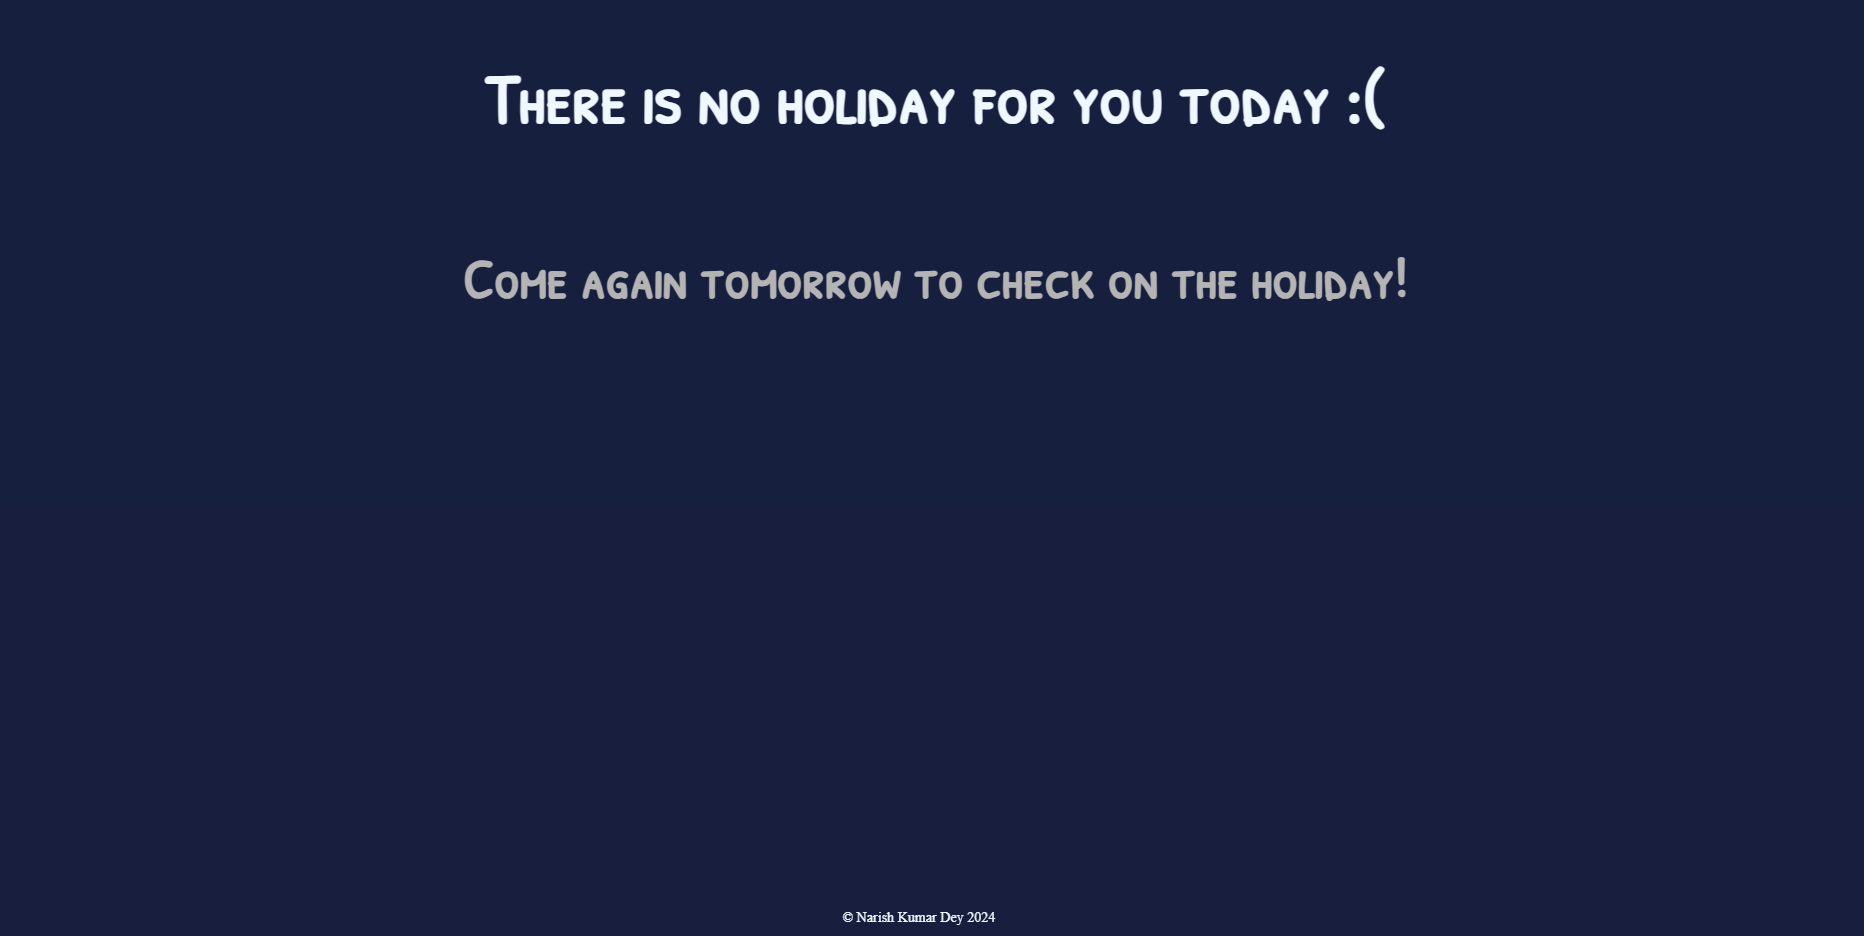 There is no holiday for you today :(
Come again tomorrow to check on the holiday!
© Narish Kumar Dey 2024